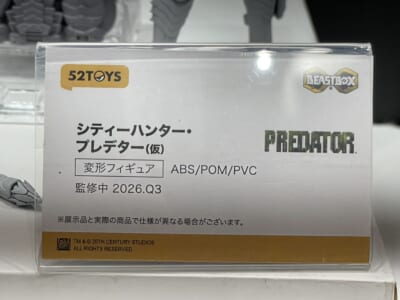 52TOYS
BEASTBOX
シティーハンター・
プレデター(仮)
PREDATOR
変形フィギュア ABS/POM/PVC
監修中 2026.Q3
※展示品と実際の商品で仕様が異なる場合がございます。
TM & © 20TH CENTURY STUDIOS
ALL RIGHTS RESERVED